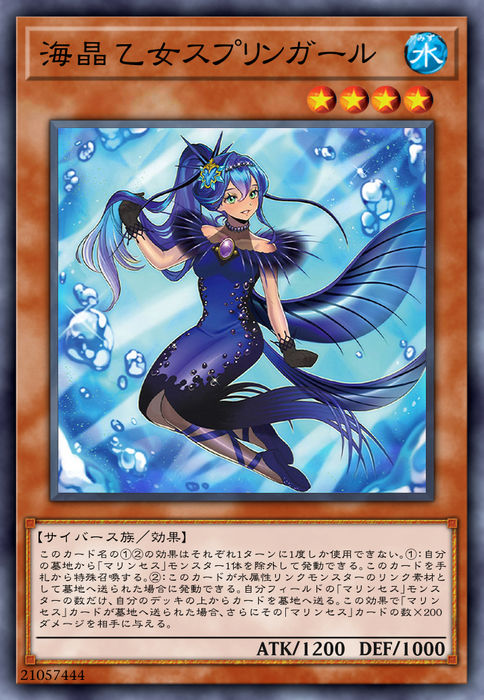 海晶乙女スプリンガール
みず
水
【サイバース族／効果】
このカード名の①②の効果はそれぞれ1ターンに1度しか使用できない。①：自分
の墓地から「マリンセス」モンスター1体を除外して発動できる。このカードを手
札から特殊召喚する。②：このカードが水属性リンクモンスターのリンク素材と
して墓地へ送られた場合に発動できる。自分フィールドの「マリンセス」モンス
ターの数だけ、自分のデッキの上からカードを墓地へ送る。この効果で「マリン
セス」カードが墓地へ送られた場合、さらにその「マリンセス」カードの数×200
ダメージを相手に与える。
ATK/1200 DEF/1000
21057444